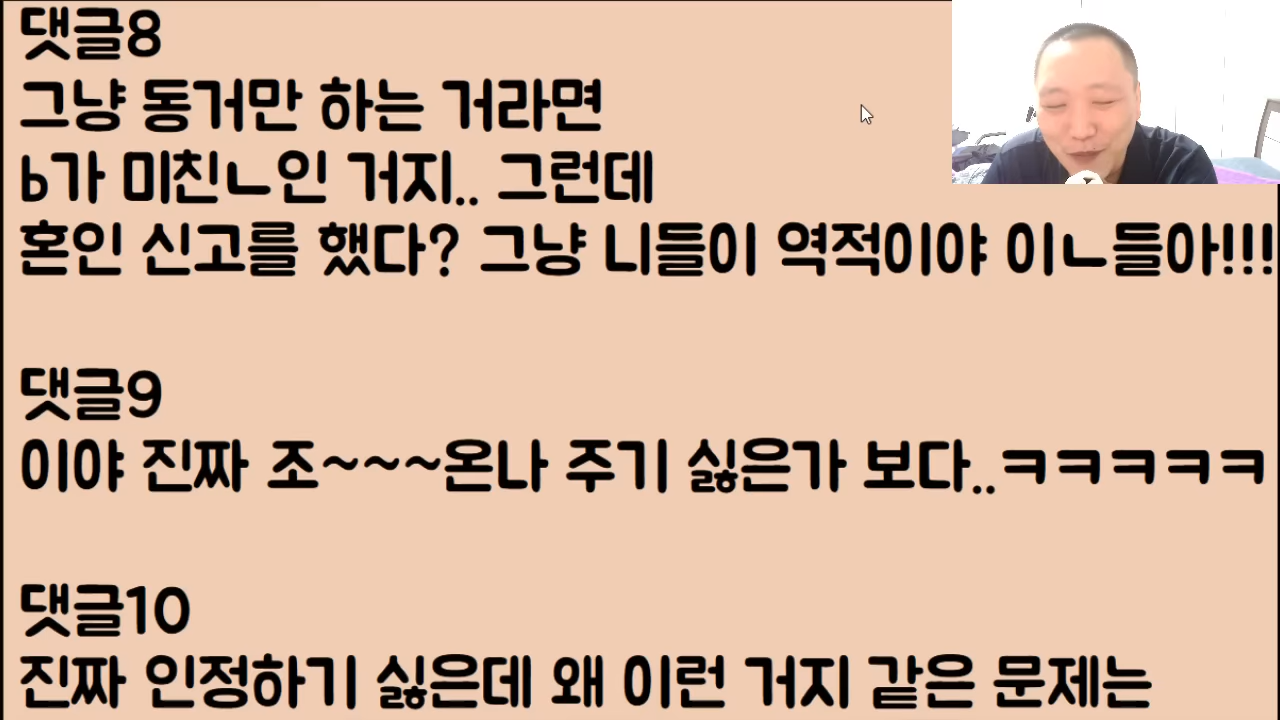 댓글8
그냥 동거만 하는 거라면
b가 미친ㄴ인 거지.. 그런데
혼인 신고를 했다? 그냥 니들이 역적이야 이ㄴ들아!!!
댓글9
이야 진짜 조~~~온나 주기 싫은가 보다..ㅋㅋㅋㅋㅋ
댓글10
진짜 인정하기 싫은데 왜 이런 거지 같은 문제는